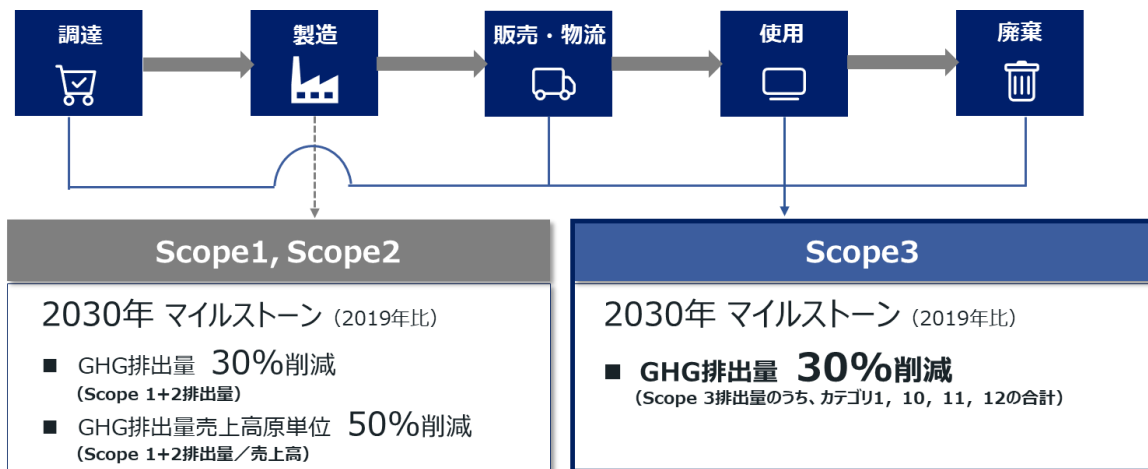 調達
製造
販売・物流
使用
廃棄
Scope1, Scope2
2030年 マイルストーン（2019年比）
■ GHG排出量 30%削減
（Scope 1+2排出量）
■ GHG排出量売上高原単位 50%削減
（Scope 1+2排出量／売上高）
Scope3
2030年 マイルストーン（2019年比）
■ GHG排出量 30%削減
（Scope 3排出量のうち、カテゴリ1，10，11，12の合計）